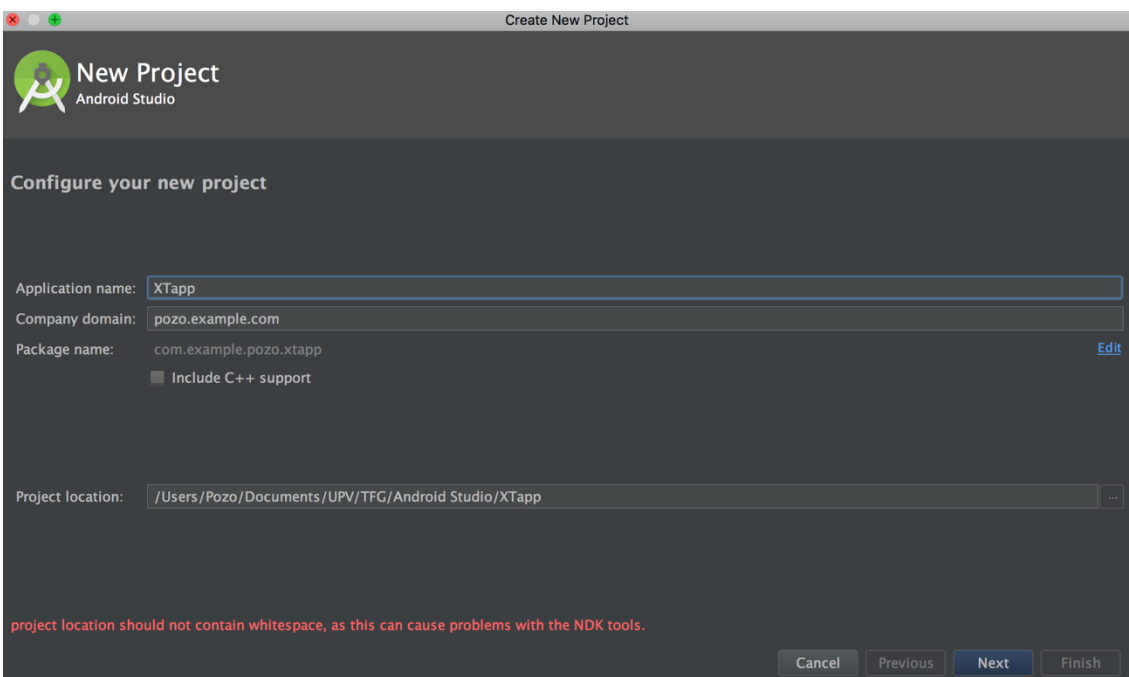 Create New Project
New Project
Android Studio
Configure your new project
Application name: XTapp
Company domain: pozo.example.com
Package name: com.example.pozo.xtapp Edit
Include C++ support
Project location: /Users/Pozo/Documents/UPV/TFG/Android Studio/XTapp ...
project location should not contain whitespace, as this can cause problems with the NDK tools.
Cancel Previous Next Finish